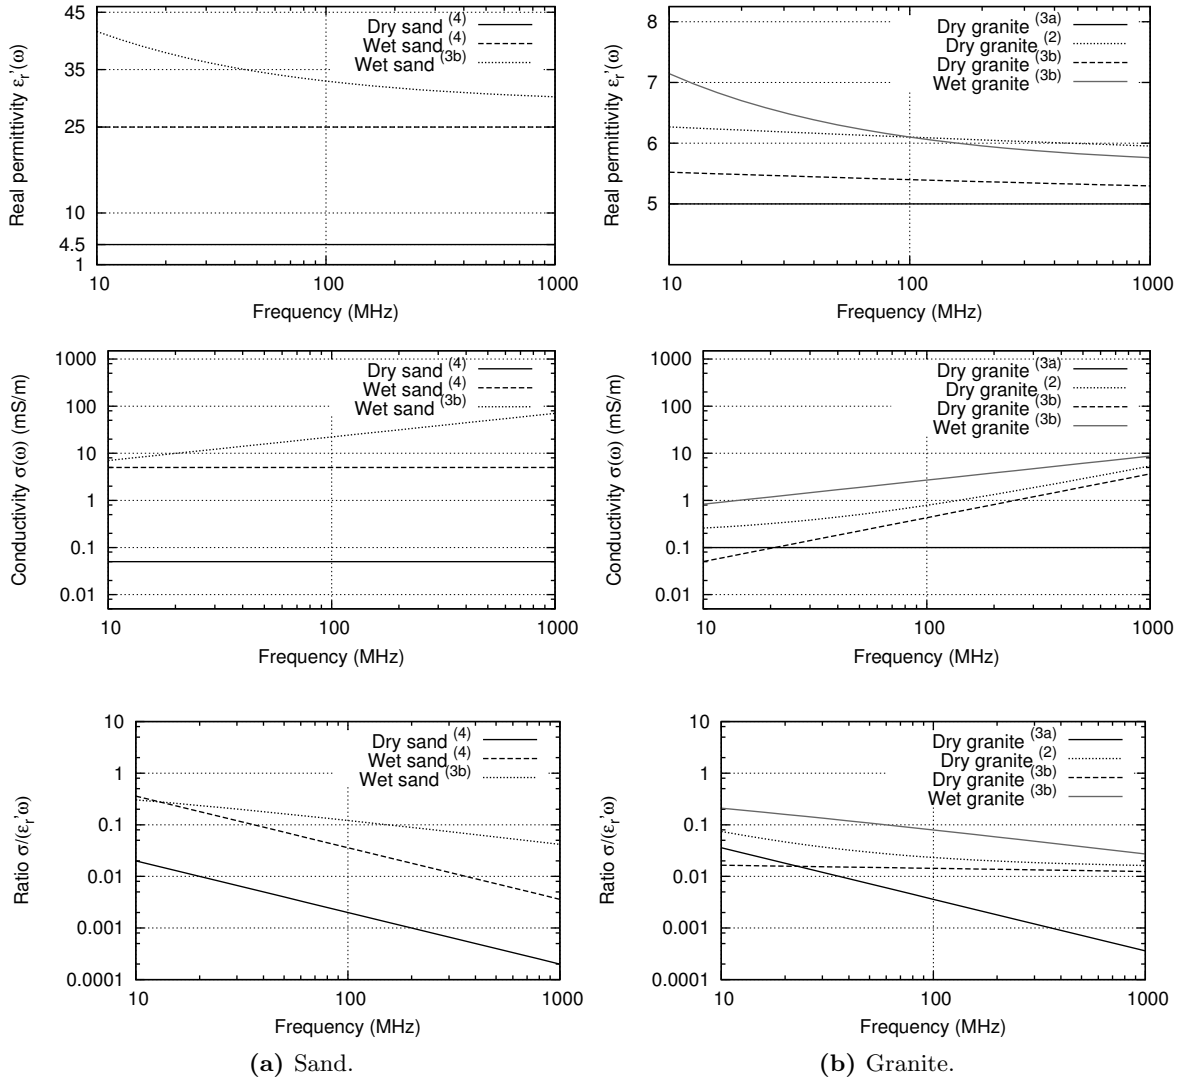 45
35
25
10
4.5
1
Real permittivity εr'(ω)
Dry sand (4)
Wet sand (4)
Wet sand (3b)
10 100 1000
Frequency (MHz)
8
7
6
5
Real permittivity εr'(ω)
Dry granite (3a)
Dry granite (2)
Dry granite (3b)
Wet granite (3b)
10 100 1000
Frequency (MHz)
1000
100
10
1
0.1
0.01
Conductivity σ(ω) (mS/m)
Dry sand (4)
Wet sand (4)
Wet sand (3b)
10 100 1000
Frequency (MHz)
1000
100
10
1
0.1
0.01
Conductivity σ(ω) (mS/m)
Dry granite (3a)
Dry granite (2)
Dry granite (3b)
Wet granite (3b)
10 100 1000
Frequency (MHz)
10
1
0.1
0.01
0.001
0.0001
Ratio σ/(εr'ω)
Dry sand (4)
Wet sand (4)
Wet sand (3b)
10 100 1000
Frequency (MHz)
10
1
0.1
0.01
0.001
0.0001
Ratio σ/(εr'ω)
Dry granite (3a)
Dry granite (2)
Dry granite (3b)
Wet granite (3b)
10 100 1000
Frequency (MHz)
(a) Sand.
(b) Granite.